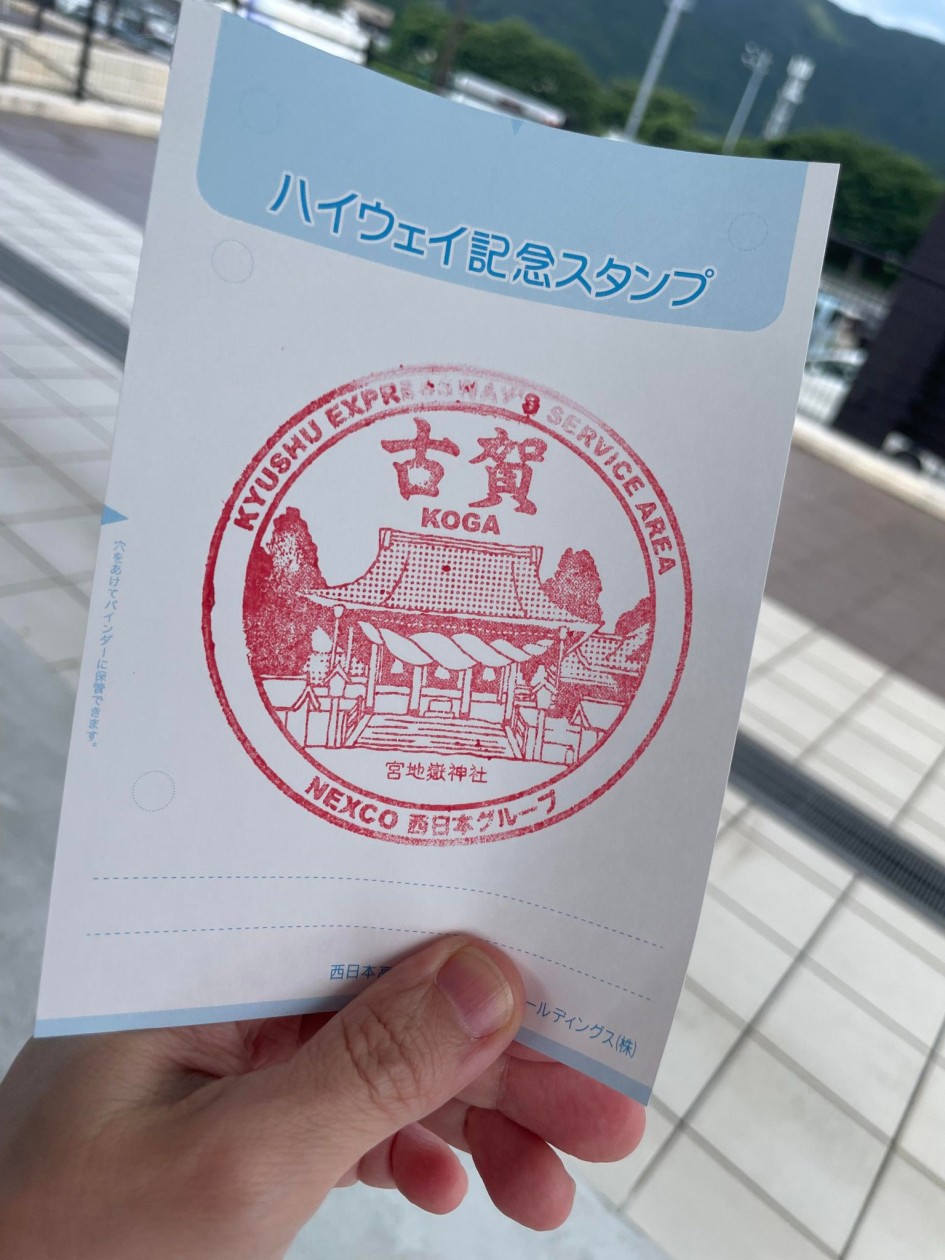 ハイウェイ記念スタンプ
KYUSHU EXPRESSWAY'S SERVICE AREA
古賀
KOGA
宮地嶽神社
NEXCO 西日本グループ
穴をあけてバインダーに保管できます。
西日本
ールディングス(株)